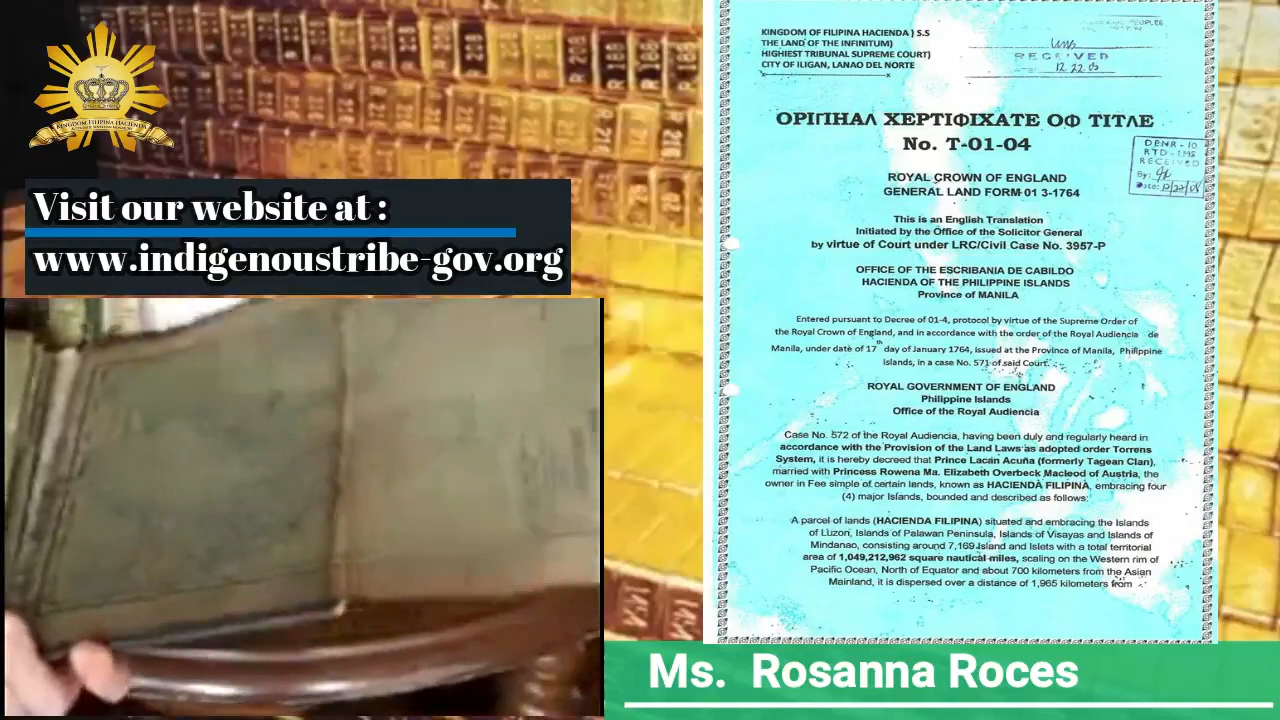 KINGDOM FILIPINA HACIENDA
Visit our website at :
www.indigenoustribe-gov.org
KINGDOM OF FILIPINA HACIENDA ) S.S
THE LAND OF THE INFINITUM)
HIGHEST TRIBUNAL SUPREME COURT)
CITY OF ILIGAN, LANAO DEL NORTE
RECEIVED
12 22 05
ΟΡΙΓΙΗΑΛ ΧΕΡΤΙΦΙΧΑΤΕ ΟΦ ΤΙΤΛΕ
No. T-01-04
DENR - 10
RTD - LMS
RECEIVED
By:
Date: 12/22/05
ROYAL CROWN OF ENGLAND
GENERAL LAND FORM-01 3-1764
This is an English Translation
Initiated by the Office of the Solicitor General
by virtue of Court under LRC/Civil Case No. 3957-P
OFFICE OF THE ESCRIBANIA DE CABILDO
HACIENDA OF THE PHILIPPINE ISLANDS
Province of MANILA
Entered pursuant to Decree of 01-4, protocol by virtue of the Supreme Order of
the Royal Crown of England, and in accordance with the order of the Royal Audiencia de
Manila, under date of 17th day of January 1764, issued at the Province of Manila, Philippine
Islands, in a case No. 571 of said Court.
ROYAL GOVERNMENT OF ENGLAND
Philippine Islands
Office of the Royal Audiencia
Case No. 572 of the Royal Audiencia, having been duly and regularly heard in
accordance with the Provision of the Land Laws as adopted order Torrens
System, it is hereby decreed that Prince Lacan Acuña (formerly Tagean Clan),
married with Princess Rowena Ma. Elizabeth Overbeck Macleod of Austria, the
owner in Fee simple of certain lands, known as HACIENDA FILIPINA, embracing four
(4) major Islands, bounded and described as follows:
A parcel of lands (HACIENDA FILIPINA) situated and embracing the Islands
of Luzon, Islands of Palawan Peninsula, Islands of Visayas and Islands of
Mindanao, consisting around 7,169 Island and Islets with a total territorial
area of 1,049,212,962 square nautical miles, scaling on the Western rim of
Pacific Ocean, North of Equator and about 700 kilometers from the Asian
Mainland, it is dispersed over a distance of 1,965 kilometers from
Ms. Rosanna Roces